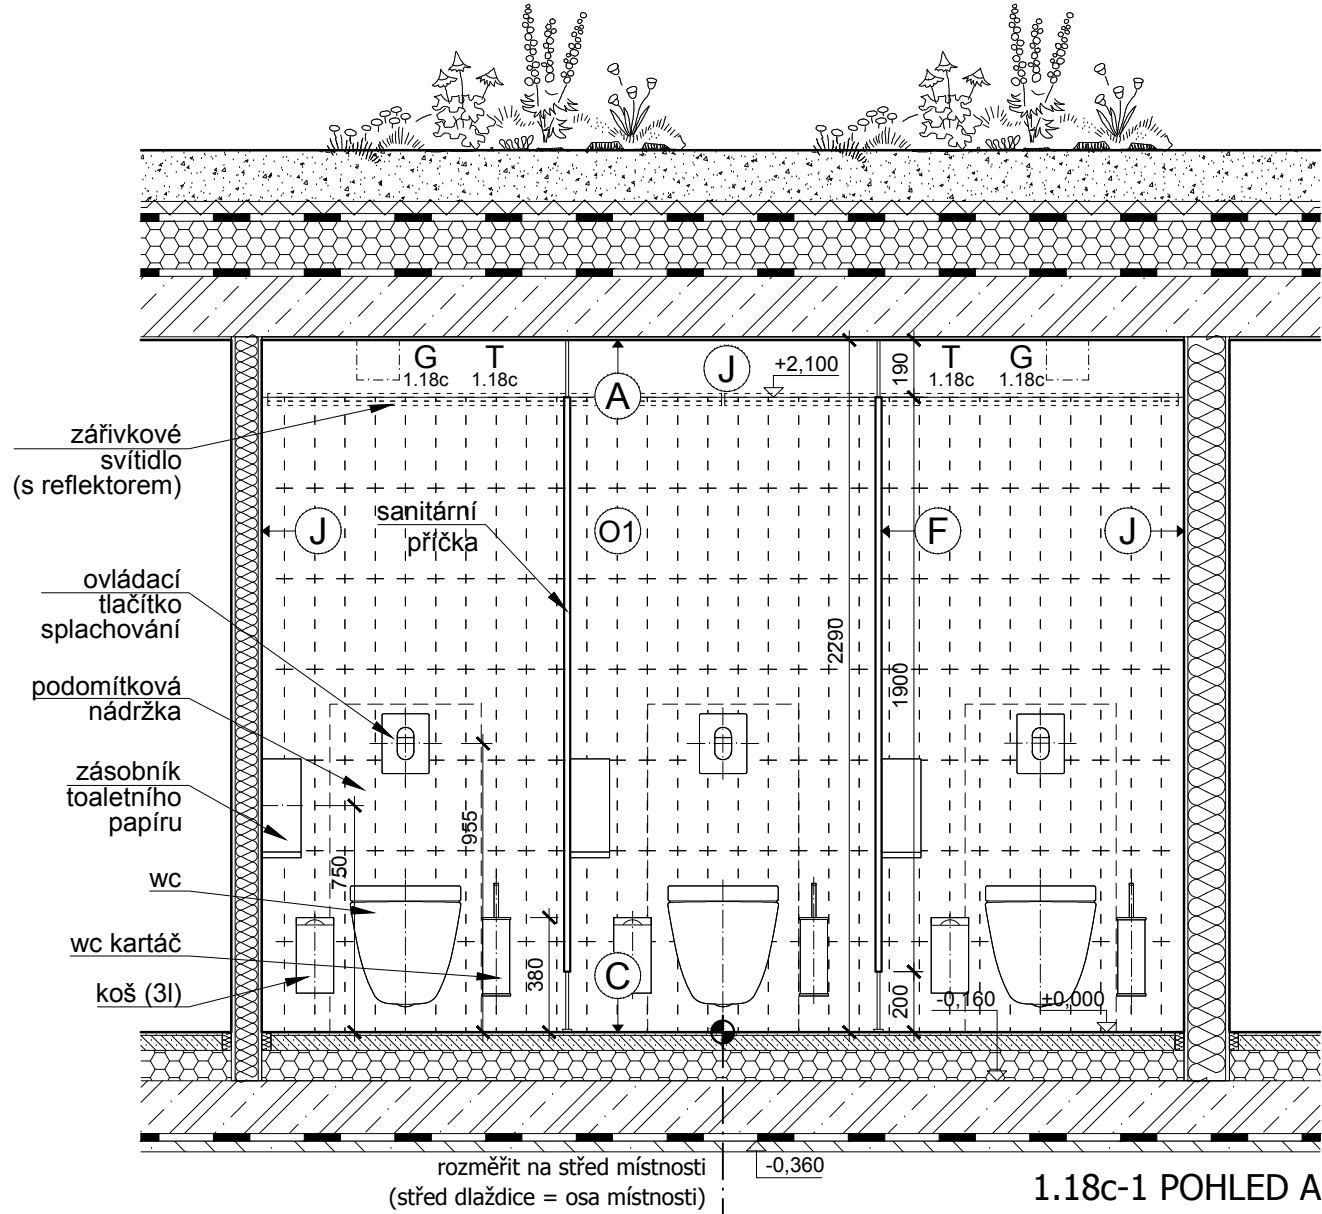 G T J +2,100 190 T G
1.18c 1.18c 1.18c 1.18c
A
zářivkové
svítidlo
(s reflektorem)
sanitární
příčka
J O1 F J
ovládací
tlačítko
splachování
2290
1900
podomítková
nádržka
zásobník
toaletního
papíru
955
750
wc
wc kartáč
koš (3l)
380
C
200
-0,160 ±0,000
-0,360
rozměřit na střed místnosti
(střed dlaždice = osa místnosti)
1.18c-1 POHLED A